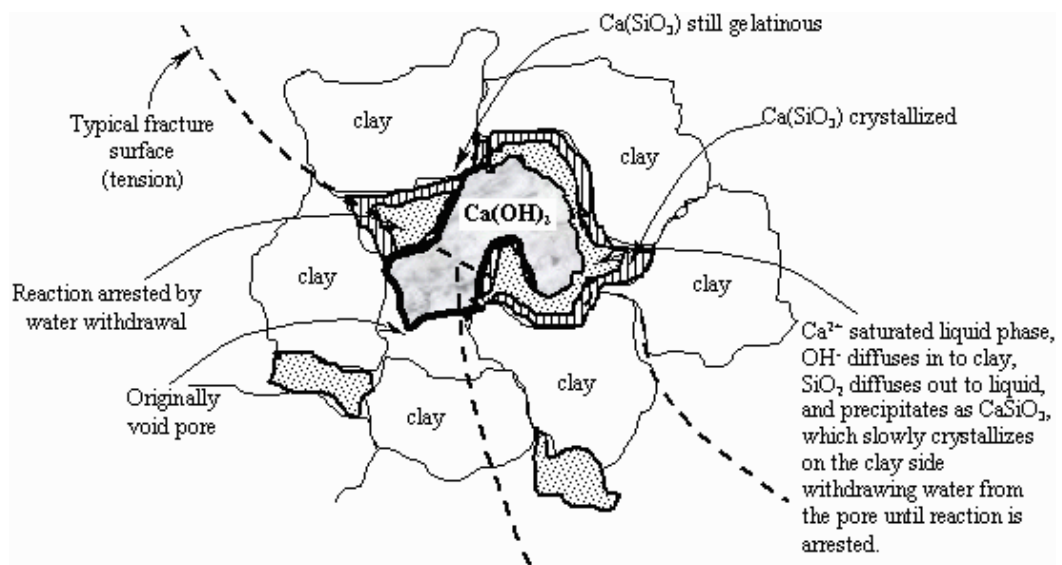 Ca(SiO₃) still gelatinous
Typical fracture
surface
(tension)
clay
Ca(SiO₃) crystallized
clay
Ca(OH)₂
clay
clay
Reaction arrested by
water withdrawal
Ca²⁺ saturated liquid phase,
OH⁻ diffuses in to clay,
SiO₂ diffuses out to liquid,
and precipitates as CaSiO₃,
which slowly crystallizes
on the clay side
withdrawing water from
the pore until reaction is
arrested.
Originally
void pore
clay
clay